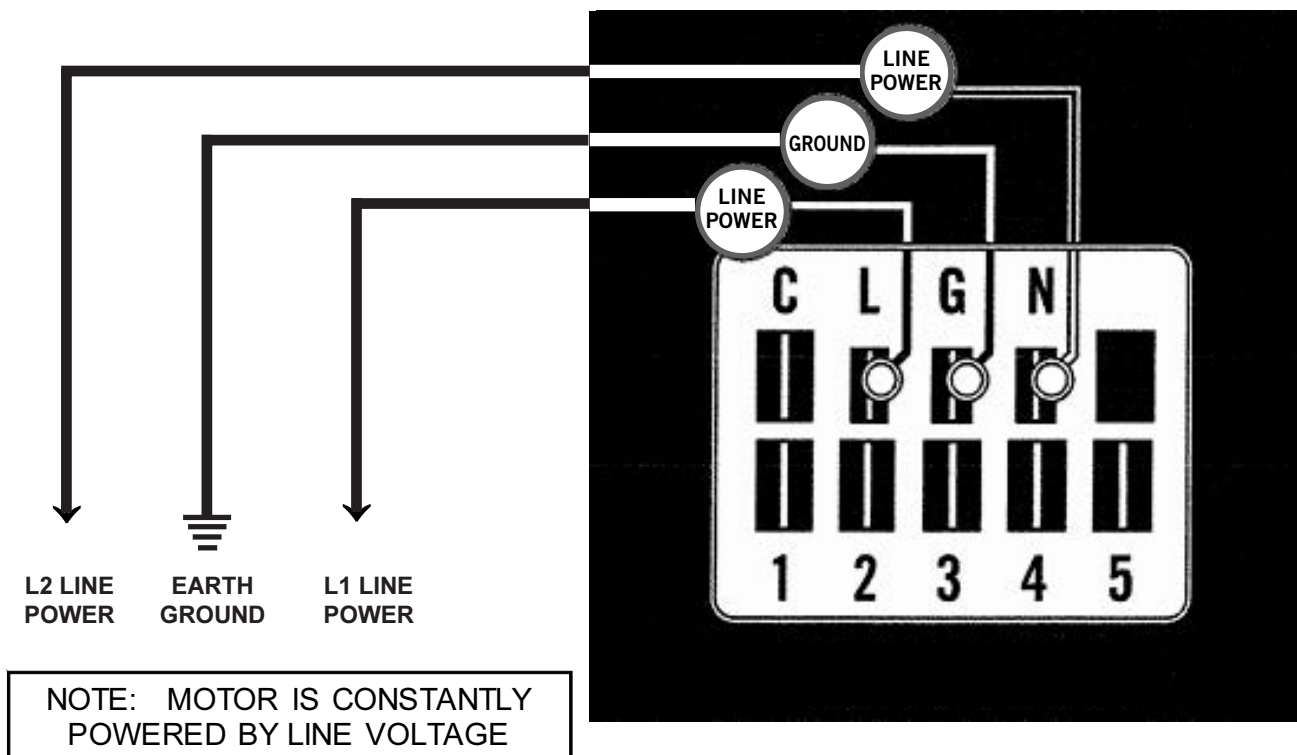 LINE
POWER
GROUND
LINE
POWER
C L G N
1 2 3 4 5
L2 LINE
POWER
EARTH
GROUND
L1 LINE
POWER
NOTE: MOTOR IS CONSTANTLY
POWERED BY LINE VOLTAGE